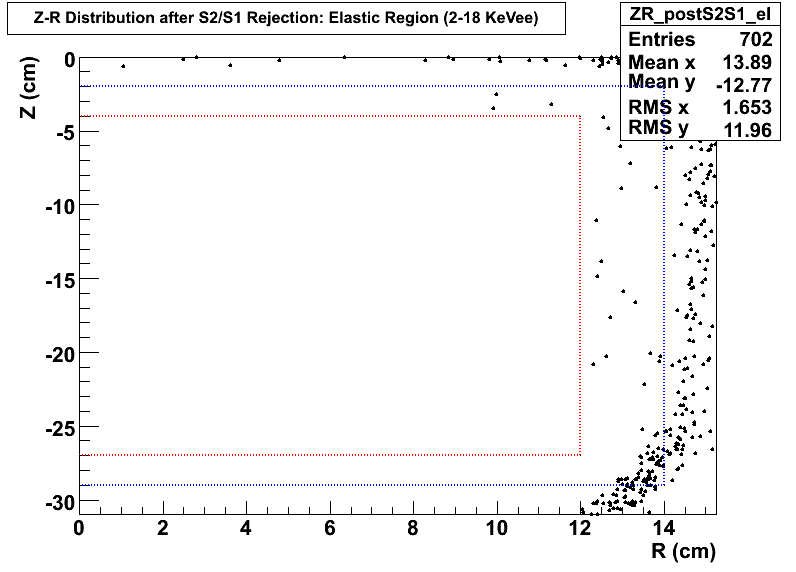 Z-R Distribution after S2/S1 Rejection: Elastic Region (2-18 KeVee)
ZR_postS2S1_el
Entries 702
Mean x 13.89
Mean y -12.77
RMS x 1.653
RMS y 11.96
Z (cm)
0
-5
-10
-15
-20
-25
-30
0 2 4 6 8 10 12 14
R (cm)